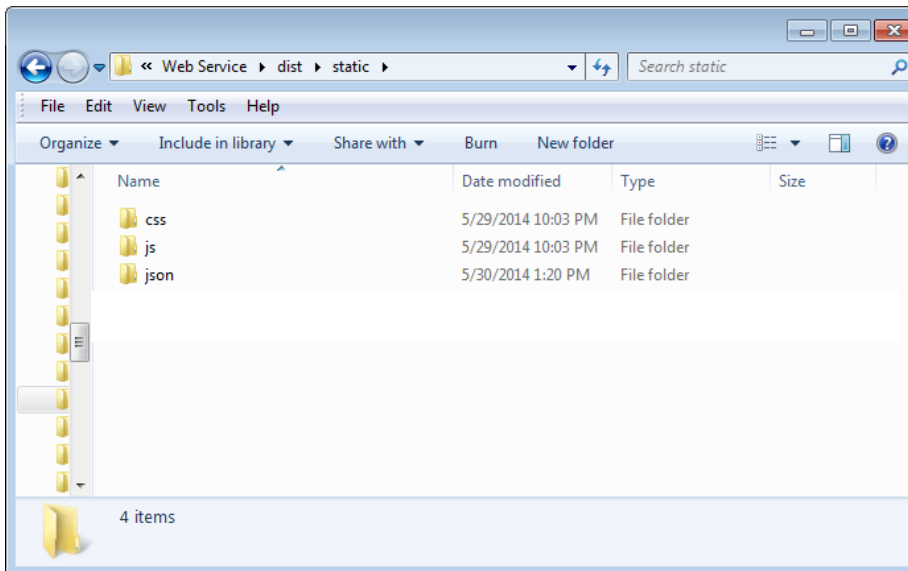 « Web Service dist static Search static
File Edit View Tools Help
Organize Include in library Share with Burn New folder
Name Date modified Type Size
css 5/29/2014 10:03 PM File folder
js 5/29/2014 10:03 PM File folder
json 5/30/2014 1:20 PM File folder
4 items